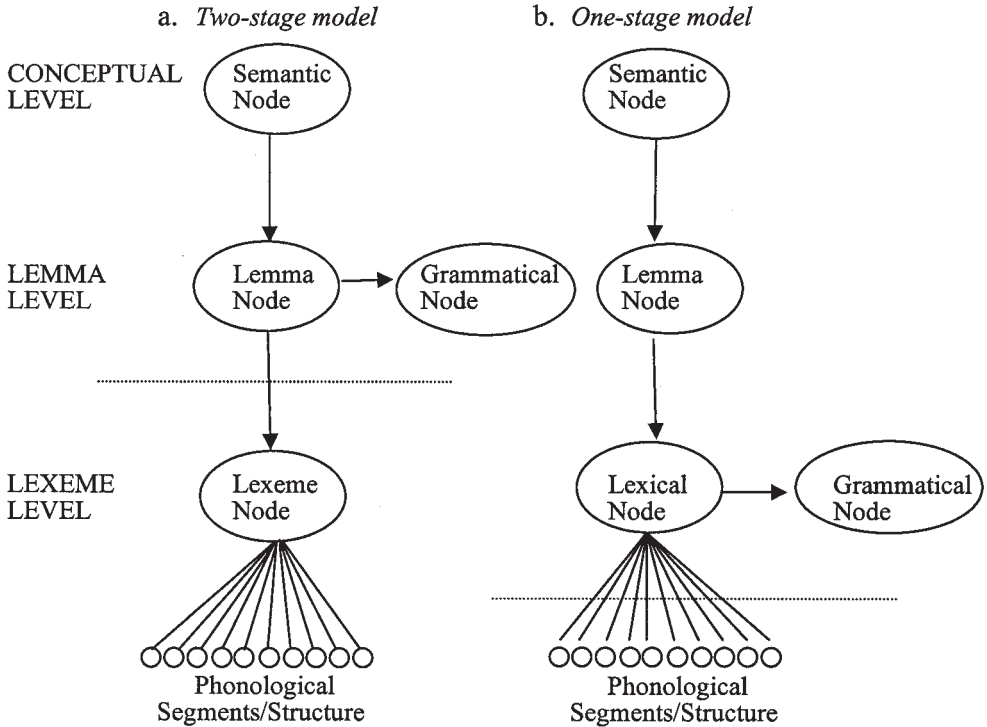 a. Two-stage model
b. One-stage model
CONCEPTUAL
LEVEL
Semantic
Node
Semantic
Node
LEMMA
LEVEL
Lemma
Node
Grammatical
Node
Lemma
Node
LEXEME
LEVEL
Lexeme
Node
Lexical
Node
Grammatical
Node
Phonological
Segments/Structure
Phonological
Segments/Structure